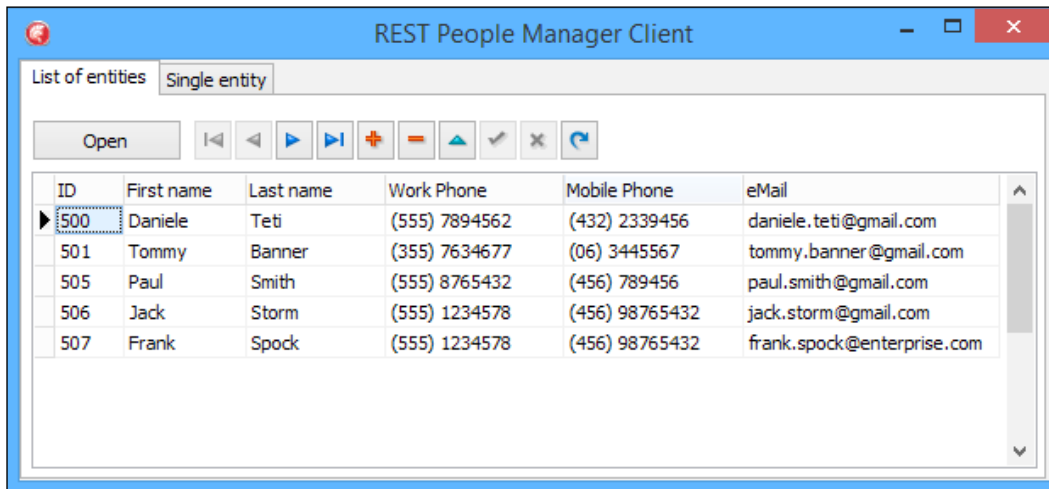 REST People Manager Client
List of entities Single entity
Open
ID First name Last name Work Phone Mobile Phone eMail
500 Daniele Teti (555) 7894562 (432) 2339456 daniele.teti@gmail.com
501 Tommy Banner (355) 7634677 (06) 3445567 tommy.banner@gmail.com
505 Paul Smith (555) 8765432 (456) 789456 paul.smith@gmail.com
506 Jack Storm (555) 1234578 (456) 98765432 jack.storm@gmail.com
507 Frank Spock (555) 1234578 (456) 98765432 frank.spock@enterprise.com